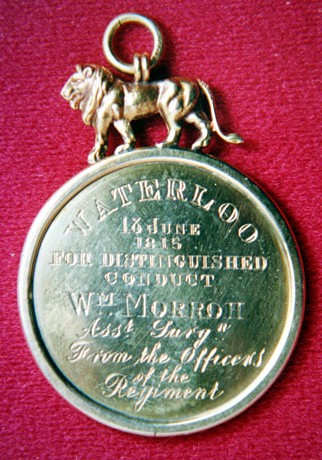 WATERLOO
18 JUNE
1815
FOR DISTINGUISHED
CONDUCT
WM. MORROH
Asst Surgn
From the Officers
of the
Regiment